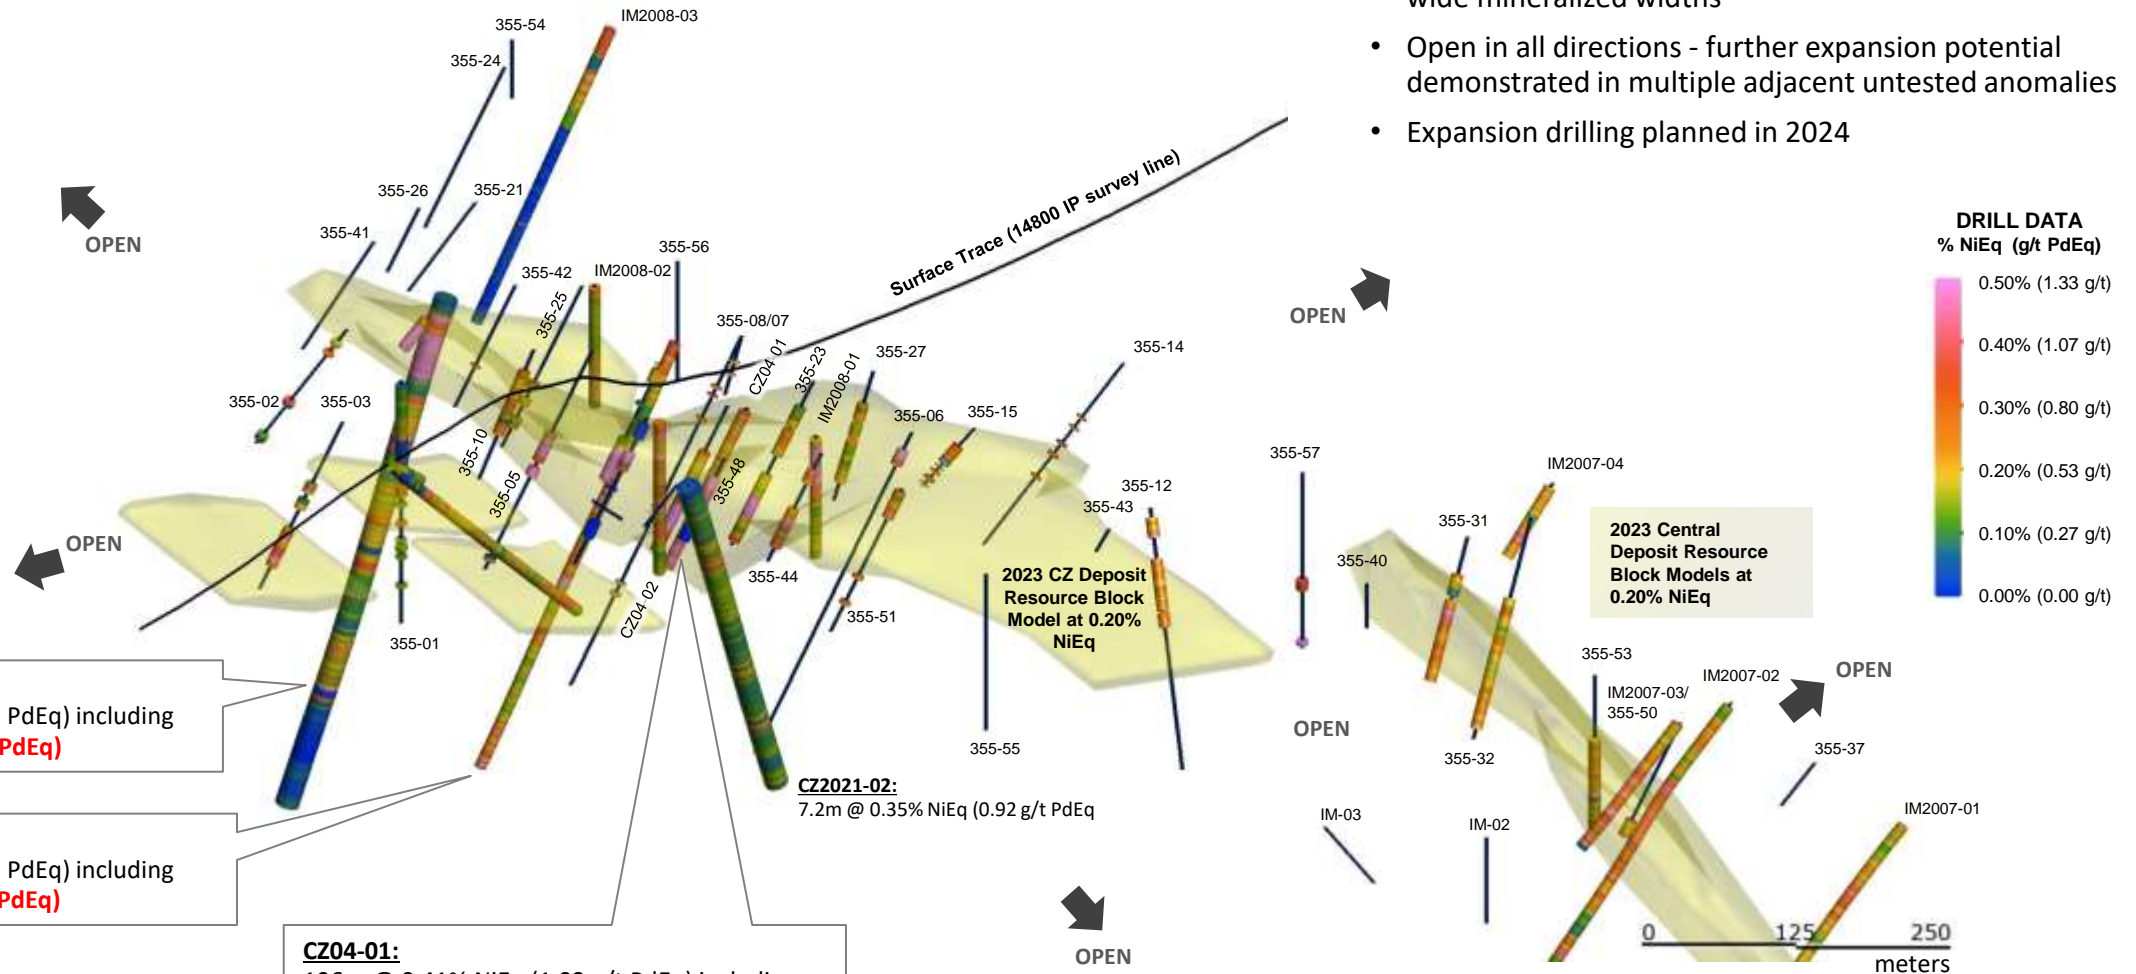 wide mineralized widths
• Open in all directions - further expansion potential
demonstrated in multiple adjacent untested anomalies
• Expansion drilling planned in 2024
355-54
IM2008-03
355-24
355-26
355-21
355-41
OPEN
355-42
IM2008-02
355-56
355-25
Surface Trace (14800 IP survey line)
355-08/07
CZ04-01
355-23
IM2008-01
355-27
355-14
355-02
355-03
355-10
355-05
355-48
355-06
355-15
355-12
355-43
OPEN
355-01
CZ04-02
355-44
355-51
355-55
2023 CZ Deposit
Resource Block
Model at 0.20%
NiEq
OPEN
355-57
IM2007-04
355-31
355-40
355-32
2023 Central
Deposit Resource
Block Models at
0.20% NiEq
355-53
IM2007-03/
355-50
IM2007-02
OPEN
OPEN
355-37
IM2007-01
IM-03
IM-02
DRILL DATA
% NiEq (g/t PdEq)
0.50% (1.33 g/t)
0.40% (1.07 g/t)
0.30% (0.80 g/t)
0.20% (0.53 g/t)
0.10% (0.27 g/t)
0.00% (0.00 g/t)
PdEq) including
PdEq)
PdEq) including
PdEq)
CZ2021-02:
7.2m @ 0.35% NiEq (0.92 g/t PdEq
CZ04-01:
OPEN
0 125 250
meters